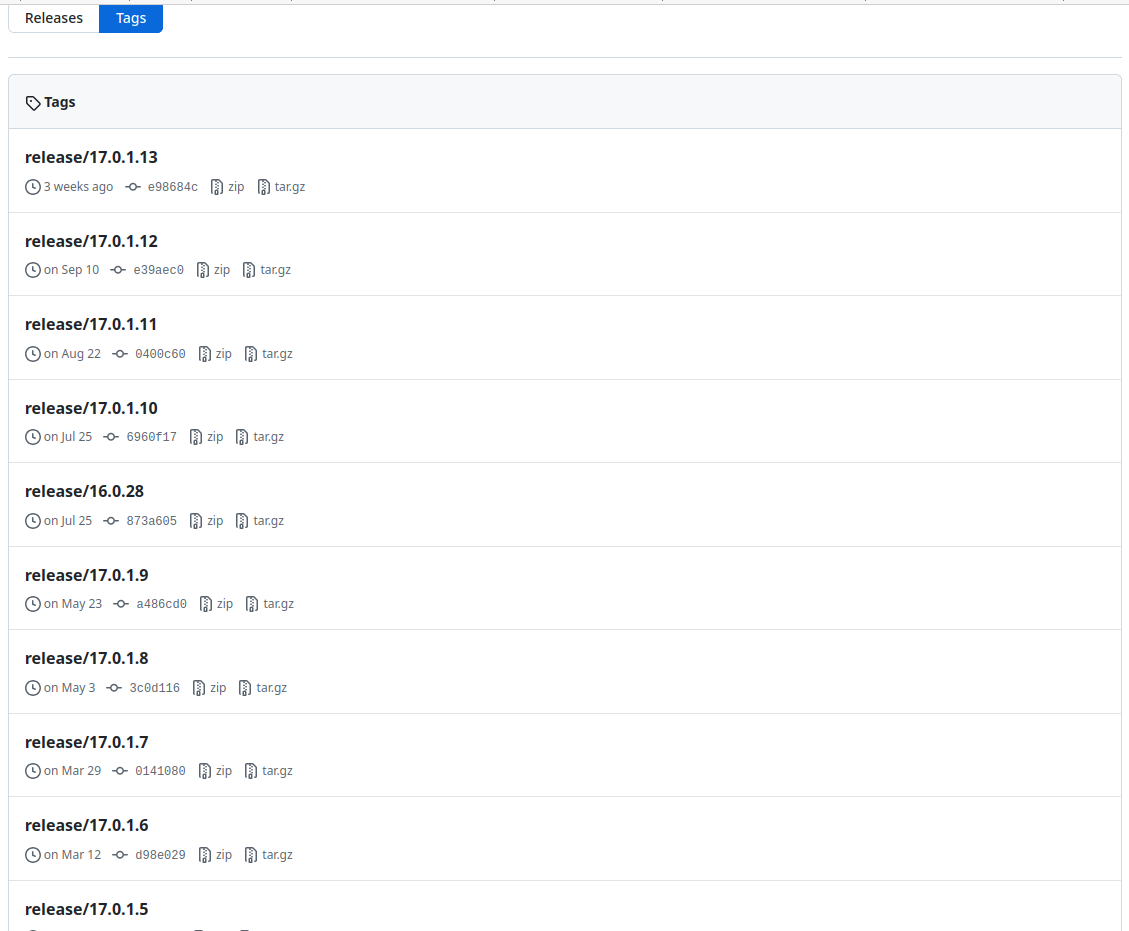 Releases Tags
Tags
release/17.0.1.13
3 weeks ago e98684c zip tar.gz
release/17.0.1.12
on Sep 10 e39aec0 zip tar.gz
release/17.0.1.11
on Aug 22 0400c60 zip tar.gz
release/17.0.1.10
on Jul 25 6960f17 zip tar.gz
release/16.0.28
on Jul 25 873a605 zip tar.gz
release/17.0.1.9
on May 23 a486cd0 zip tar.gz
release/17.0.1.8
on May 3 3c0d116 zip tar.gz
release/17.0.1.7
on Mar 29 0141080 zip tar.gz
release/17.0.1.6
on Mar 12 d98e029 zip tar.gz
release/17.0.1.5